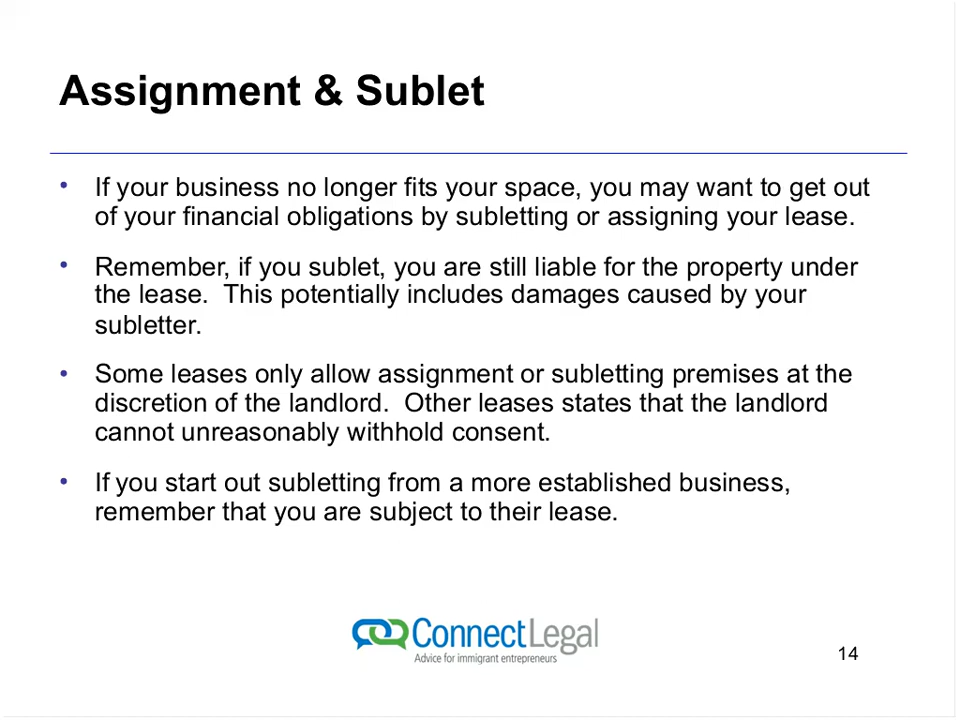 Assignment & Sublet
• If your business no longer fits your space, you may want to get out
of your financial obligations by subletting or assigning your lease.
• Remember, if you sublet, you are still liable for the property under
the lease.  This potentially includes damages caused by your
subletter.
• Some leases only allow assignment or subletting premises at the
discretion of the landlord.  Other leases states that the landlord
cannot unreasonably withhold consent.
• If you start out subletting from a more established business,
remember that you are subject to their lease.
ConnectLegal
Advice for immigrant entrepreneurs
14